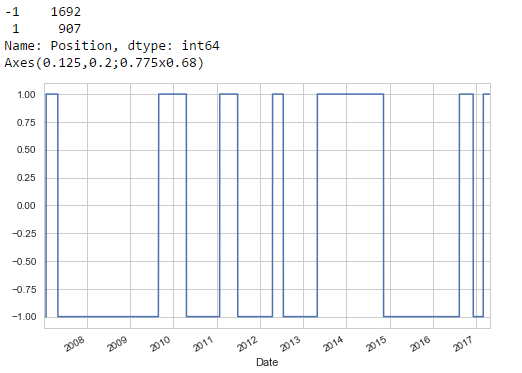 -1 1692
1 907
Name: Position, dtype: int64
Axes(0.125,0.2;0.775x0.68)
1.00
0.75
0.50
0.25
0.00
−0.25
−0.50
−0.75
−1.00
2008 2009 2010 2011 2012 2013 2014 2015 2016 2017
Date